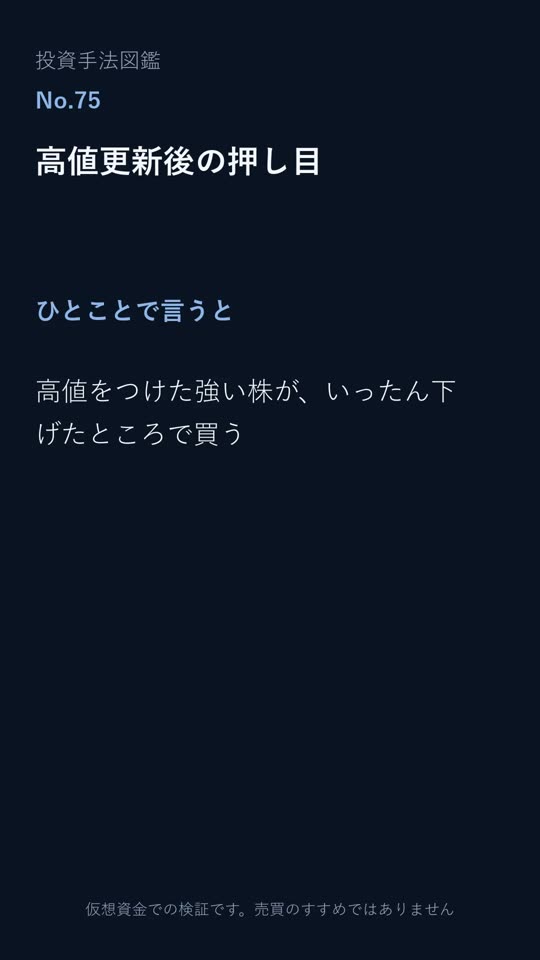 投資手法図鑑
No.75
高値更新後の押し目
ひとことで言うと
高値をつけた強い株が、いったん下
げたところで買う
仮想資金での検証です。売買のすすめではありません